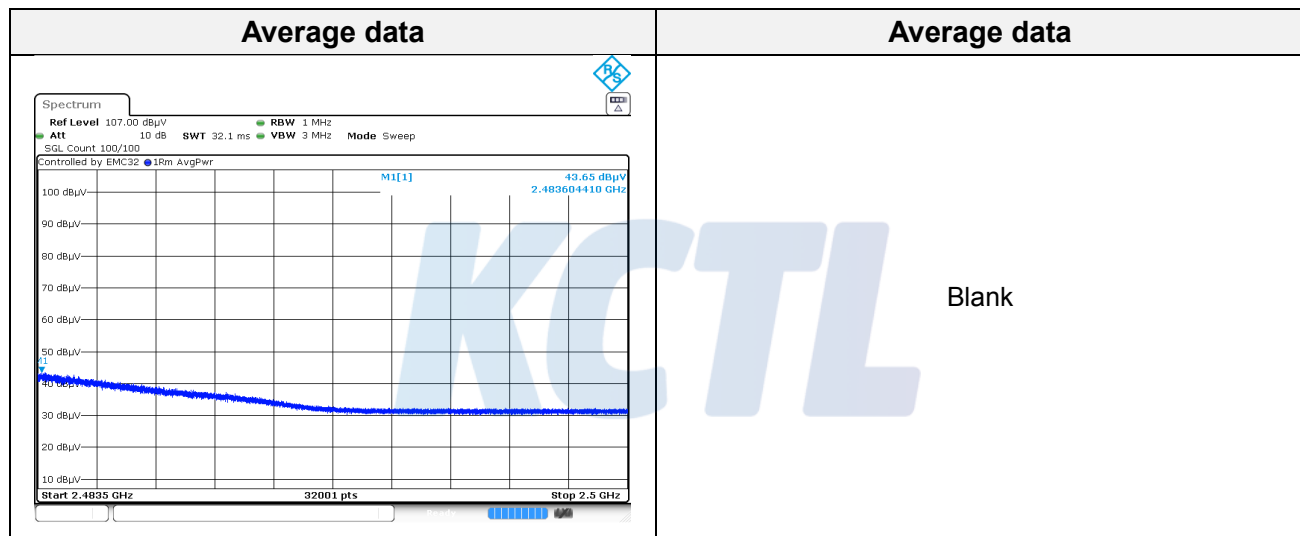 Average data
Average data
R&S
Spectrum
Ref Level 107.00 dBµV RBW 1 MHz
Att 10 dB SWT 32.1 ms VBW 3 MHz Mode Sweep
SGL Count 100/100
Controlled by EMC32 1Rm AvgPwr
M1[1] 43.65 dBµV
2.483604410 GHz
100 dBµV
90 dBµV
80 dBµV
70 dBµV
60 dBµV
50 dBµV
M1
40 dBµV
30 dBµV
20 dBµV
10 dBµV
Start 2.4835 GHz 32001 pts Stop 2.5 GHz
Ready
Blank
KCTL